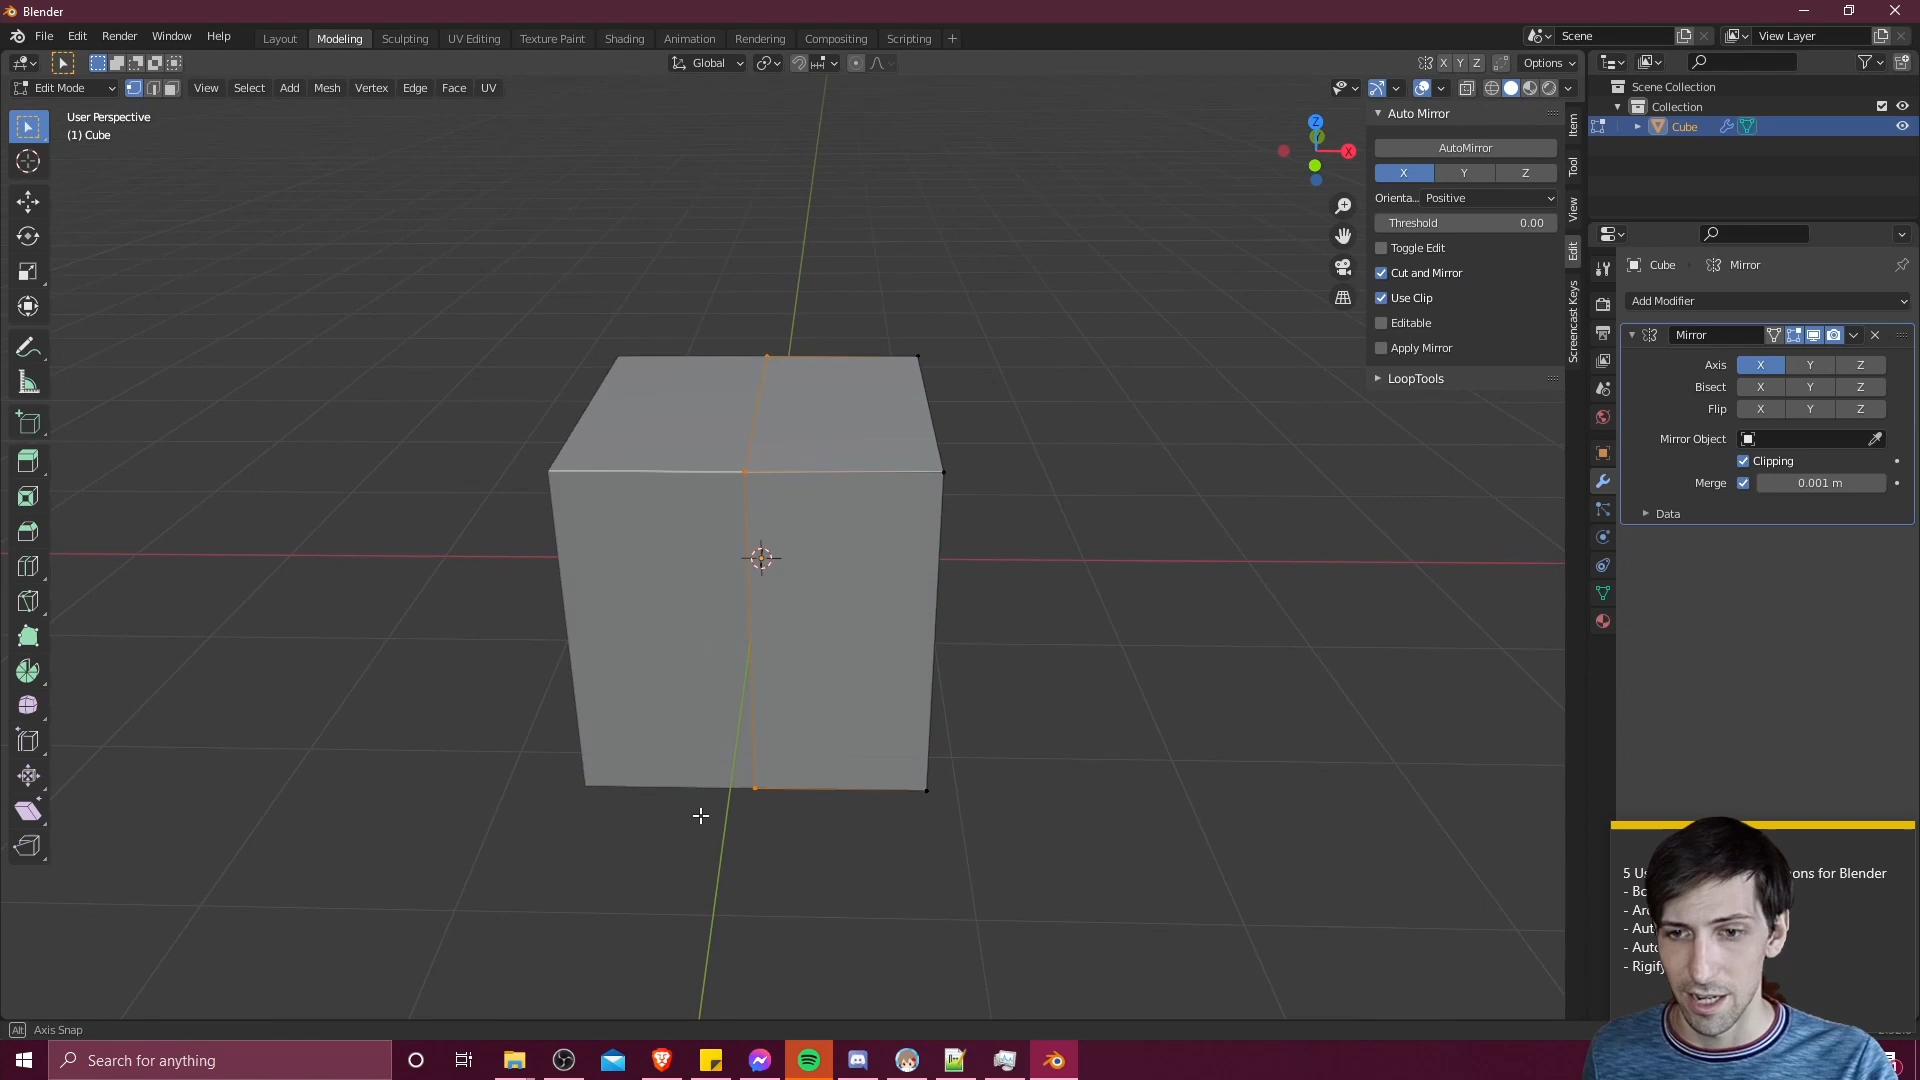 Blender
File Edit Render Window Help
Layout Modeling Sculpting UV Editing Texture Paint Shading Animation Rendering Compositing Scripting +
Scene
View Layer
Global
X Y Z
Options
Edit Mode
View Select Add Mesh Vertex Edge Face UV
User Perspective
(1) Cube
Z
X
Auto Mirror
AutoMirror
X Y Z
Orienta... Positive
Threshold 0.00
Toggle Edit
Cut and Mirror
Use Clip
Editable
Apply Mirror
LoopTools
Item
Tool
View
Edit
Screencast Keys
Scene Collection
Collection
Cube
Cube
Mirror
Add Modifier
Mirror
Axis X Y Z
Bisect X Y Z
Flip X Y Z
Mirror Object
Clipping
Merge 0.001 m
Data
5 U
ons for Blender
- Bo
- Ar
- Aut
- Aut
- Rigify
Alt Axis Snap
Search for anything